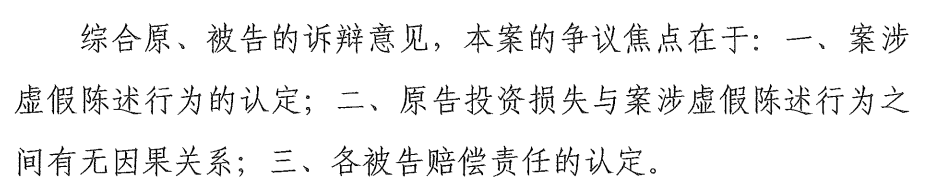 综合原、被告的诉辩意见，本案的争议焦点在于：一、案涉
虚假陈述行为的认定；二、原告投资损失与案涉虚假陈述行为之
间有无因果关系；三、各被告赔偿责任的认定。